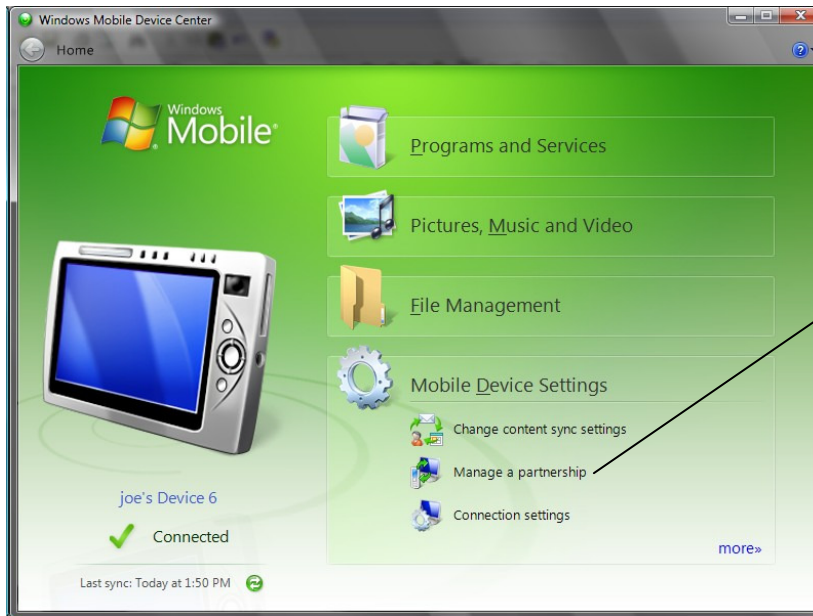 Windows Mobile Device Center
Home
Windows
Mobile®
Programs and Services
Pictures, Music and Video
File Management
Mobile Device Settings
Change content sync settings
Manage a partnership
Connection settings
more»
joe's Device 6
Connected
Last sync: Today at 1:50 PM